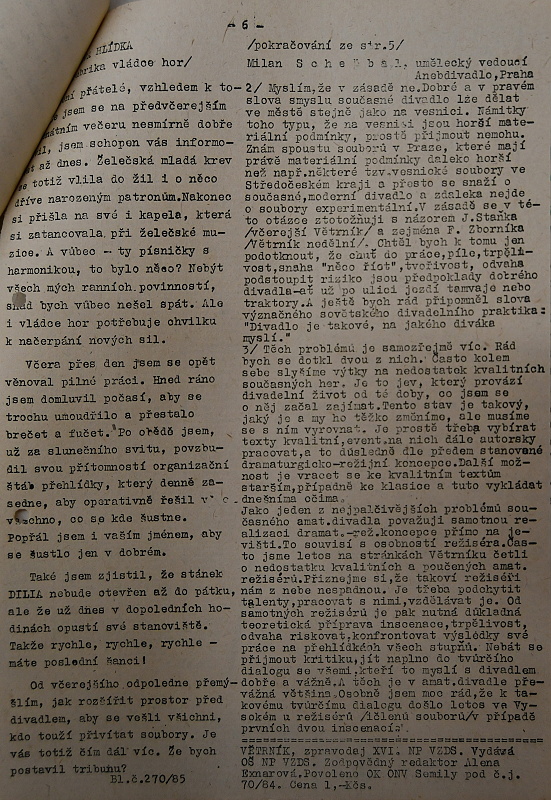 - 6 -
HLÍDKA
vládce hor/
přátelé, vzhledem k to-
jsem se na předvčerejším
večeru nesmírně dobře
jsem schopen vás informo-
až dnes. Želečská mladá krev
totiž vlila do žil i o něco
dříve narozeným patronům.Nakonec
si přišla na své i kapela, která
si zatancovala při želečské mu-
zice. A vůbec - ty písničky s
harmonikou, to bylo něco? Nebýt
všech mých ranních povinností,
snad bych vůbec nešel spát. Ale
i vládce hor potřebuje chvilku
k načerpání nových sil.
Včera přes den jsem se opět
věnoval pilné práci. Hned ráno
jsem domluvil počasí, aby se
trochu umoudřilo a přestalo
brečet a fučet. Po obědě jsem,
už za slunečního svitu, povzbu-
dil svou přítomností organizační
štáb přehlídky, který denně za-
sedne, aby operativně řešil
všechno, co se kde šustne.
Popřál jsem i vaším jménem, aby
se šustlo jen v dobrém.
Také jsem zjistil, že stánek
DILIA nebude otevřen až do pátku,
ale že už dnes v dopoledních ho-
dinách opustí své stanoviště.
Takže rychle, rychle, rychle -
máte poslední šanci!
Od včerejšího odpoledne přemý-
šlím, jak rozšířit prostor před
divadlem, aby se vešli všichni,
kdo touží přivítat soubory. Je
vás totiž čím dál víc. Že bych
postavil tribunu?
Bl.č.270/85
/pokračování ze str.5/
Milan S c h e j b a l, umělecký vedoucí
Anebdivadlo,Praha
2/ Myslím,že v zásadě ne.Dobré a v pravém
slova smyslu současné divadlo lze dělat
ve městě stejně jako na vesnici. Námitky
toho typu, že na vesnici jsou horší mate-
riální podmínky, prostě přijmout nemohu.
Znám spoustu souborů v Praze, které mají
právě materiální podmínky daleko horší
než např.některé tzv.vesnické soubory ve
Středočeském kraji a přesto se snaží o
současné,moderní divadlo a zdaleka nejde
o soubory experimentální.V zásadě se v té-
to otázce ztotožňuji s názorem J.Staňka
/včerejší Větrník/ a zejména F. Zborníka
/Větrník nedělní/. Chtěl bych k tomu jen
podotknout, že chuť do práce,píle,trpěli-
vost,snaha "něco říct",tvořivost, odvaha
podstoupit riziko jsou předpoklady dobrého
divadla-ať už po ulici jezdí tamvaje nebo
traktory.A ještě bych rád připomněl slova
význačného sovětského divadelního praktika:
"Divadlo je takové, na jakého diváka
myslí."
3/ Těch problémů je samozřejmě víc. Rád
bych se dotkl dvou z nich. Často kolem
sebe slyšíme výtky na nedostatek kvalitních
současných her. Je to jev, který provází
divadelní život od té doby, co jsem se
o něj začal zajímat.Tento stav je takový,
jaký je a my ho těžko změníme, ale musíme
se s ním vyrovnat. Je prostě třeba vybírat
texty kvalitní,event.na nich dále autorsky
pracovat,a to důsledně dle předem stanované
dramaturgicko-režijní koncepce.Další mož-
nost je vracet se ke kvalitním textům
starším,případně ke klasice a tuto vykládat
dnešníma očima.
Jako jeden z nejpalčivějších problémů sou-
časného amat.divadla považuji samotnou re-
alizaci dramat.-rež.koncepce přímo na je-
višti.To souvisí s osobností režiséra.Čas-
to jsme letos na stránkách Větrníku četli
o nedostatku kvalitních a poučených amat.
režisérů.Přiznejme si,že takoví režiséři
nám z nebe nespadnou. Je třeba podchytit
talenty,pracovat s nimi,vzdělávat je. Od
samotných režisérů je pak nutná důkladná
teoretická příprava inscenace,trpělivost,
odvaha riskovat,konfrontovat výsledky své
práce na přehlídkách všech stupňů. Nebát se
přijmout kritiku,jít naplno do tvůrčího
dialogu se všemi,kteří to myslí s divadlem
dobře a vážně.A těch je v amat.divadle pře-
vážná většina.Osobně jsem moc rád,že k ta-
kovému tvůrčímu dialogu došlo letos ve Vy-
sokém u režisérů /členů souborů/v případě
prvních dvou inscenací.
VĚTRNÍK, zpravodaj XVI. NP VZDS. Vydává
OŠ NP VZDS. Zodpovědný redaktor Alena
Exnarová.Povoleno OK ONV Semily pod č.j.
70/84. Cena 1,-Kčs.